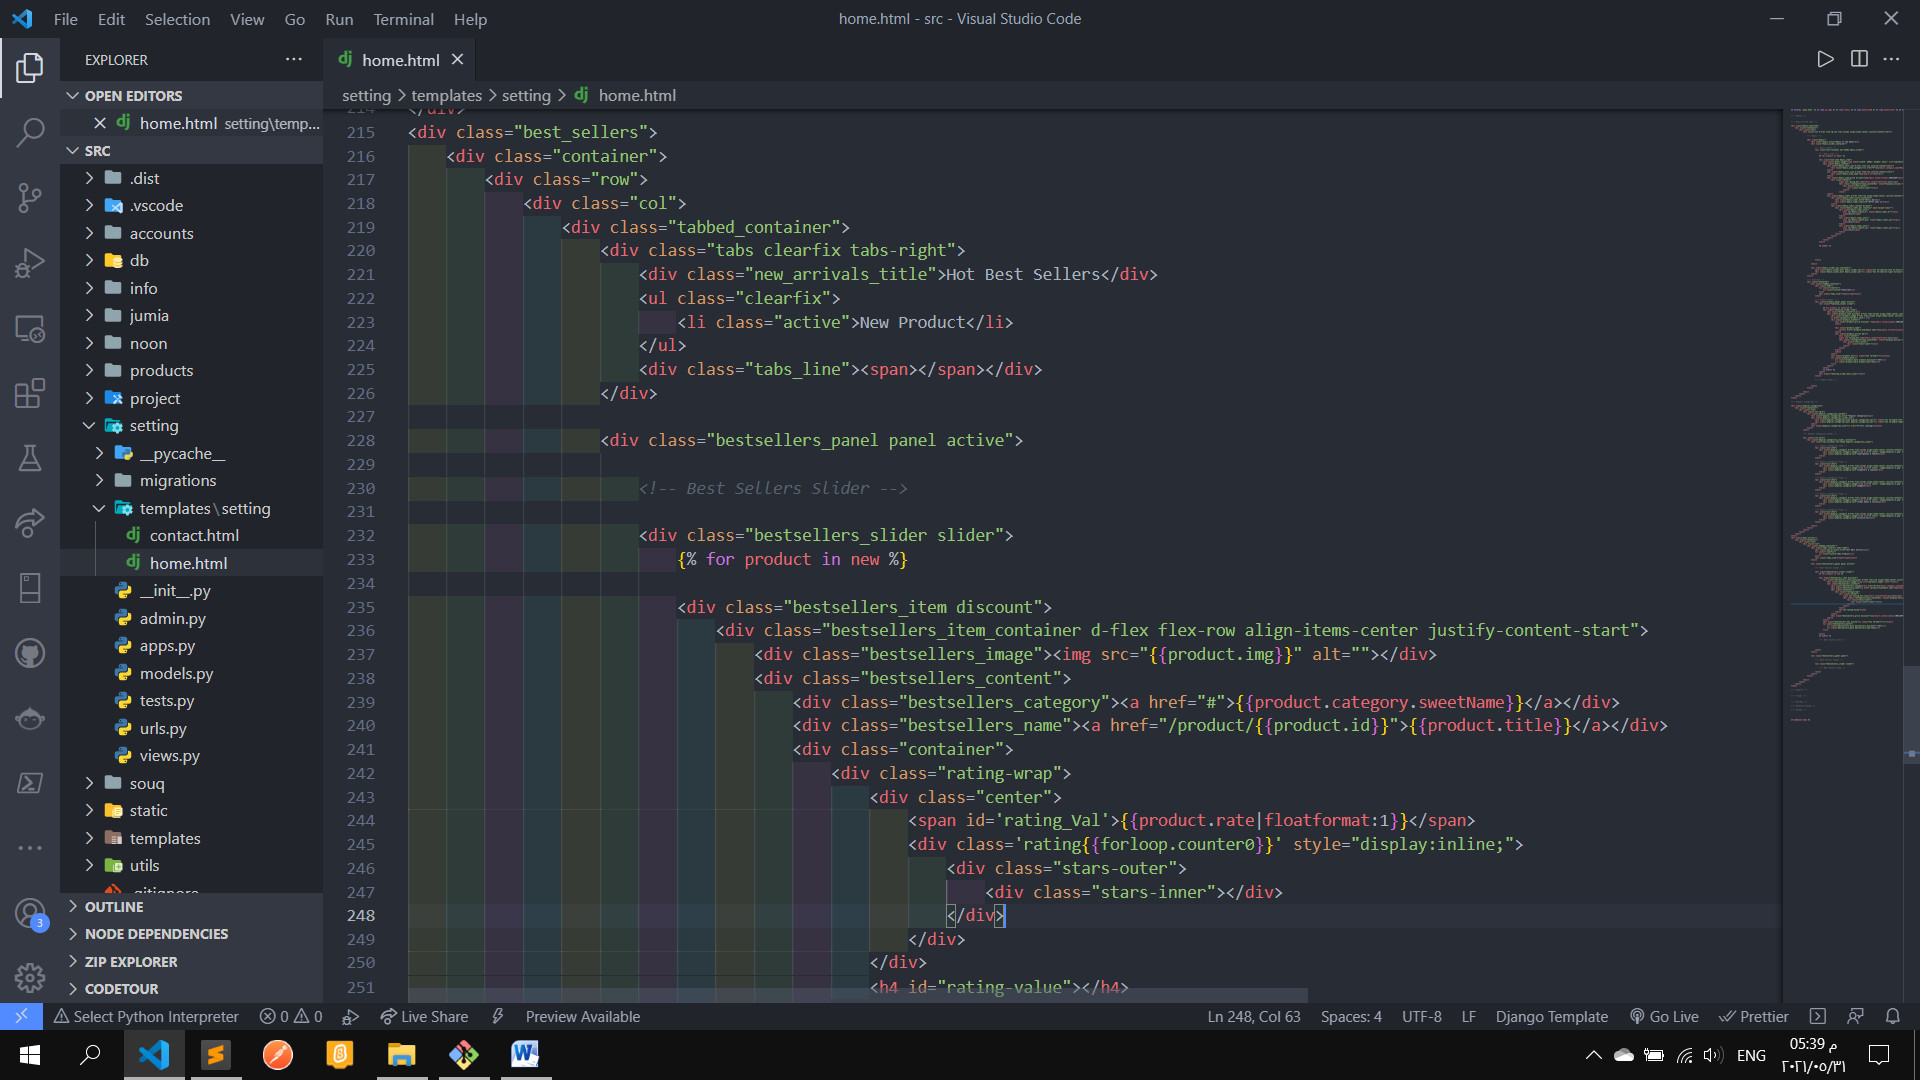 File Edit Selection View Go Run Terminal Help
home.html - src - Visual Studio Code
EXPLORER
home.html
OPEN EDITORS
home.html setting\temp...
SRC
.dist
.vscode
accounts
db
info
jumia
noon
products
project
setting
__pycache__
migrations
templates\setting
contact.html
home.html
__init__.py
admin.py
apps.py
models.py
tests.py
urls.py
views.py
souq
static
templates
utils
.gitignore
OUTLINE
NODE DEPENDENCIES
ZIP EXPLORER
CODETOUR
3
setting > templates > setting > home.html
214 </div>
215 <div class="best_sellers">
216 <div class="container">
217 <div class="row">
218 <div class="col">
219 <div class="tabbed_container">
220 <div class="tabs clearfix tabs-right">
221 <div class="new_arrivals_title">Hot Best Sellers</div>
222 <ul class="clearfix">
223 <li class="active">New Product</li>
224 </ul>
225 <div class="tabs_line"><span></span></div>
226 </div>
227
228 <div class="bestsellers_panel panel active">
229
230 <!-- Best Sellers Slider -->
231
232 <div class="bestsellers_slider slider">
233 {% for product in new %}
234
235 <div class="bestsellers_item discount">
236 <div class="bestsellers_item_container d-flex flex-row align-items-center justify-content-start">
237 <div class="bestsellers_image"><img src="{{product.img}}" alt=""></div>
238 <div class="bestsellers_content">
239 <div class="bestsellers_category"><a href="#">{{product.category.sweetName}}</a></div>
240 <div class="bestsellers_name"><a href="/product/{{product.id}}">{{product.title}}</a></div>
241 <div class="container">
242 <div class="rating-wrap">
243 <div class="center">
244 <span id='rating_Val'>{{product.rate|floatformat:1}}</span>
245 <div class='rating{{forloop.counter0}}' style="display:inline;">
246 <div class="stars-outer">
247 <div class="stars-inner"></div>
248 </div>
249 </div>
250 </div>
251 <h4 id="rating-value"></h4>
Select Python Interpreter 0 0 Live Share Preview Available Ln 248, Col 63 Spaces: 4 UTF-8 LF Django Template Go Live Prettier
ENG
05:39 م
٢٠٢١/٠٥/٣١